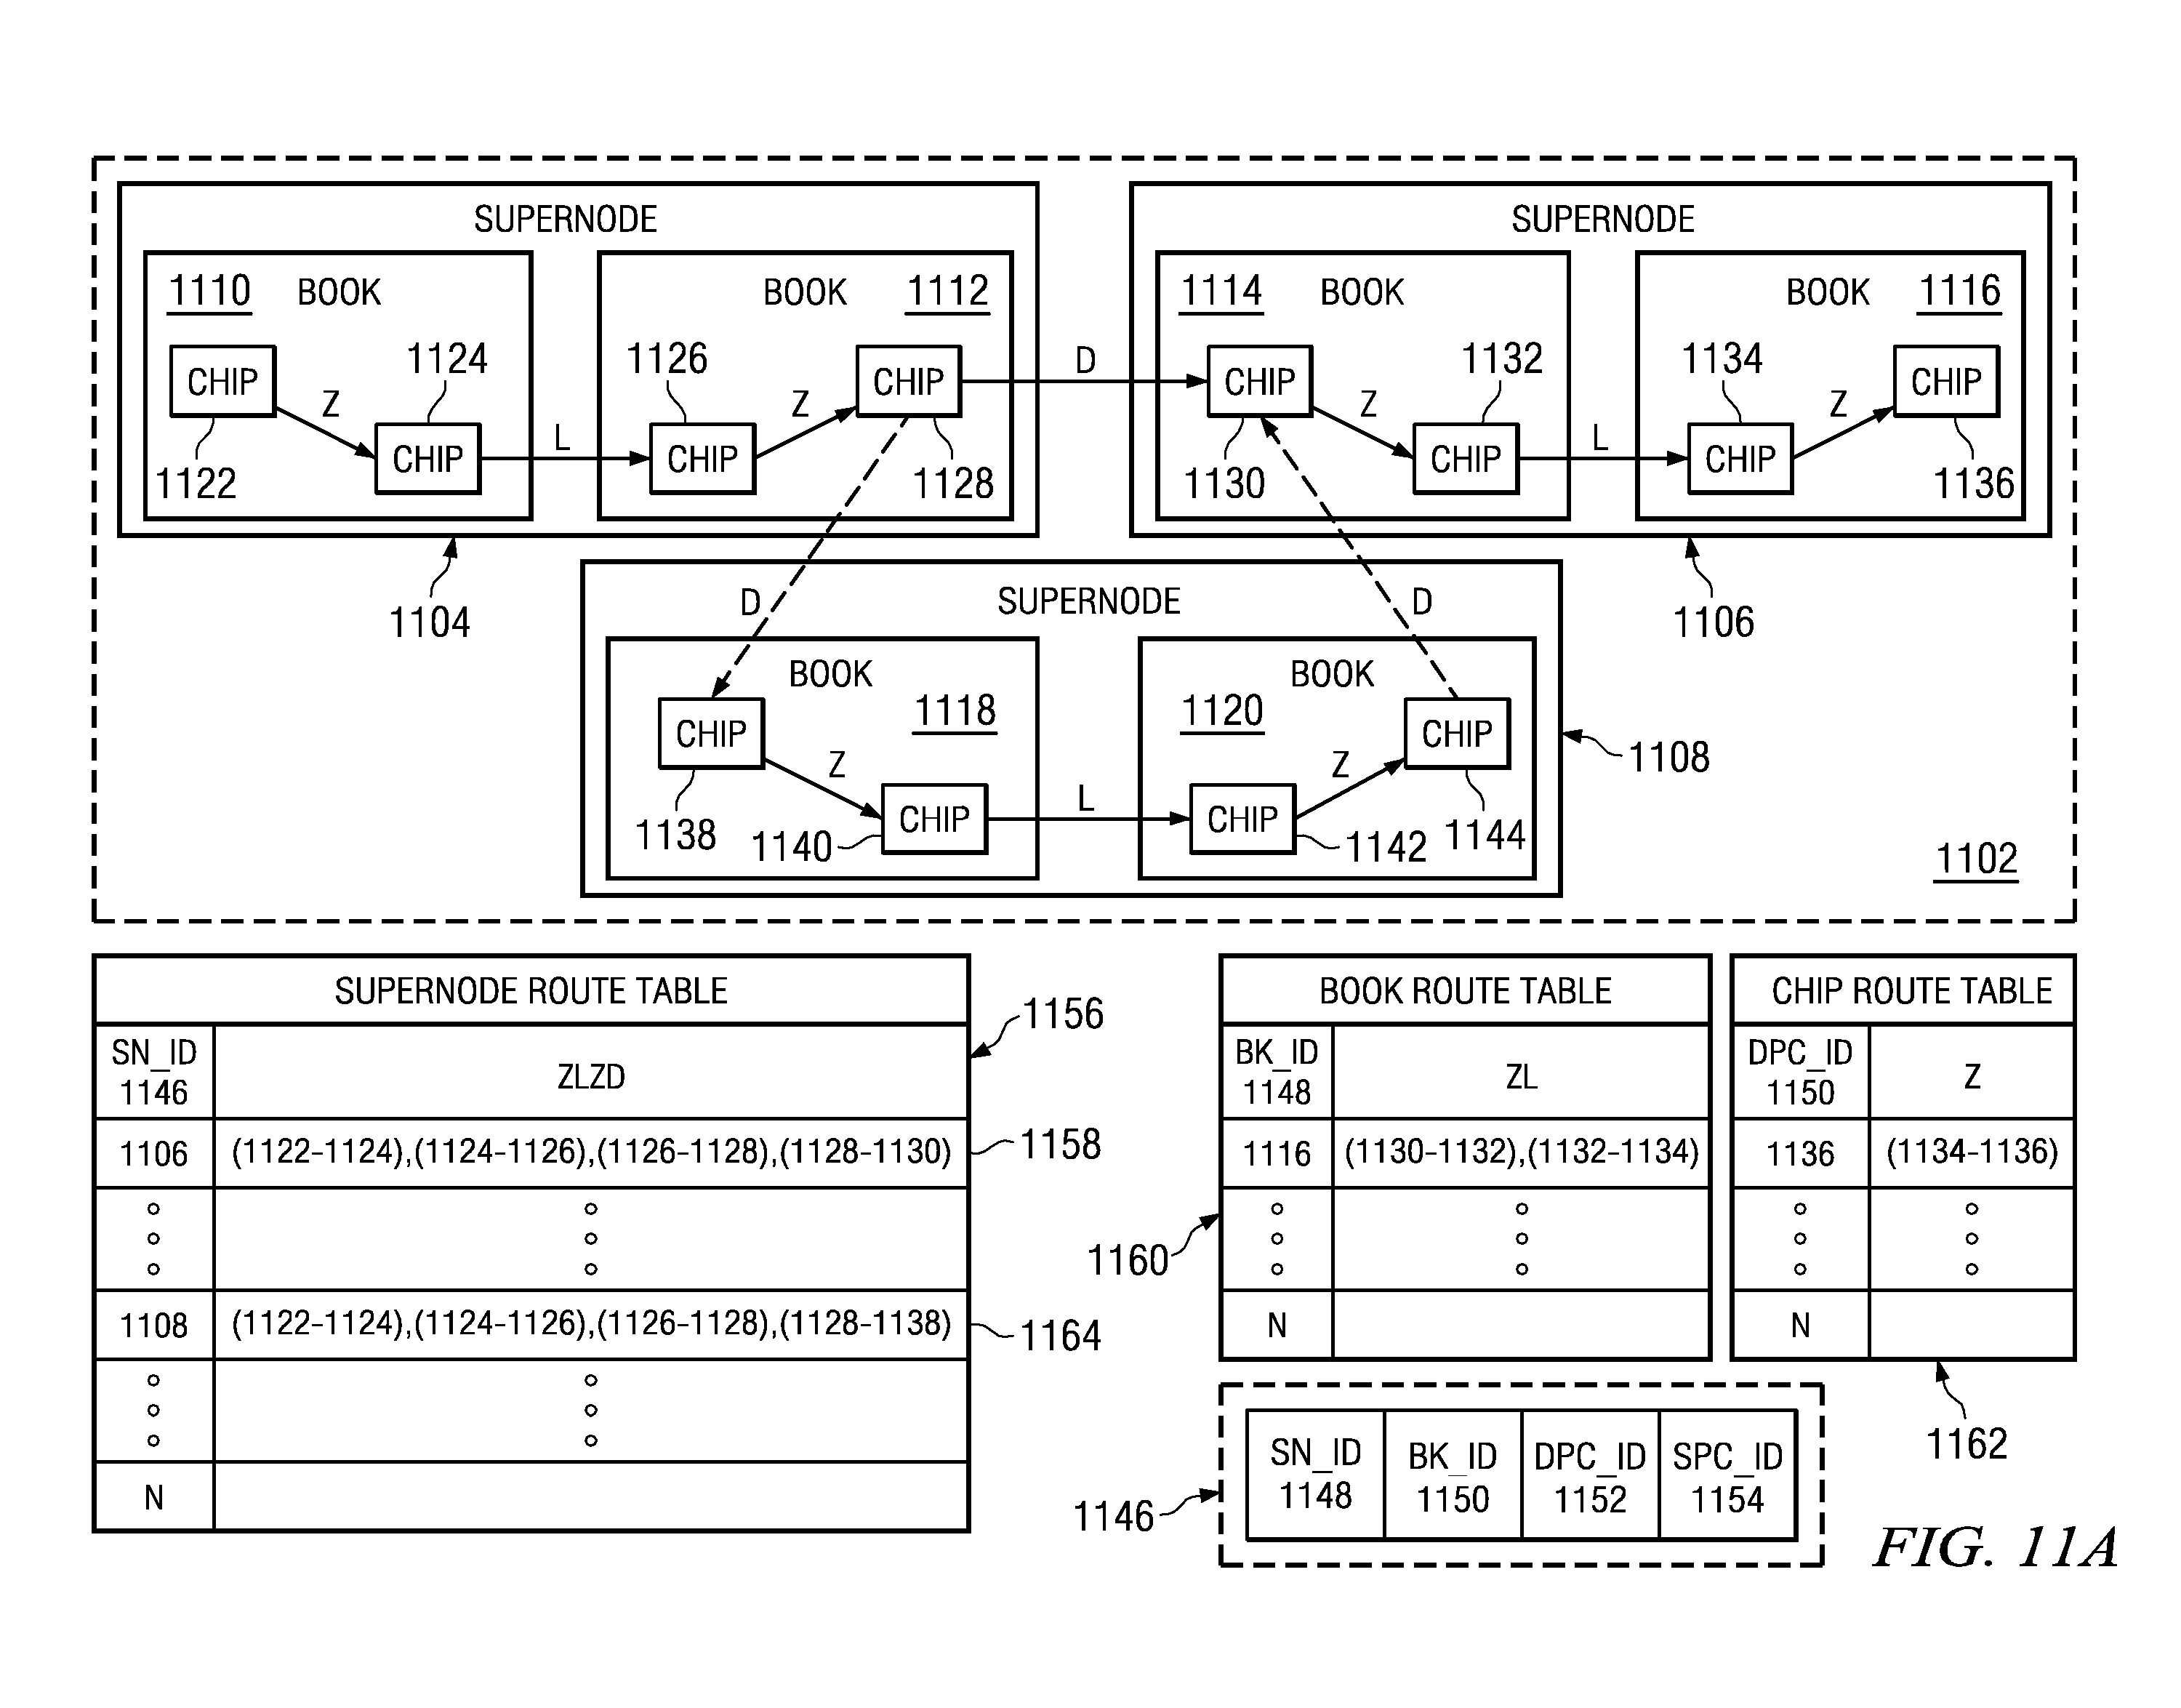 SUPERNODE
SUPERNODE
1110 BOOK
BOOK 1112
1114 BOOK
BOOK 1116
CHIP
1122
Z
1124
CHIP
L
1126
CHIP
Z
CHIP
1128
D
CHIP
1130
Z
1132
CHIP
L
1134
CHIP
Z
CHIP
1136
1104
1106
D
SUPERNODE
D
BOOK
1118
BOOK
1120
CHIP
1138
Z
1140
CHIP
L
CHIP
1142
Z
CHIP
1144
1108
1102
SUPERNODE ROUTE TABLE
1156
SN_ID
1146
ZLZD
1106 (1122-1124),(1124-1126),(1126-1128),(1128-1130) 1158
1108 (1122-1124),(1124-1126),(1126-1128),(1128-1138) 1164
N
BOOK ROUTE TABLE
BK_ID
1148
ZL
1116 (1130-1132),(1132-1134)
1160
N
CHIP ROUTE TABLE
DPC_ID
1150
Z
1136 (1134-1136)
N
1162
1146
SN_ID
1148
BK_ID
1150
DPC_ID
1152
SPC_ID
1154
FIG. 11A